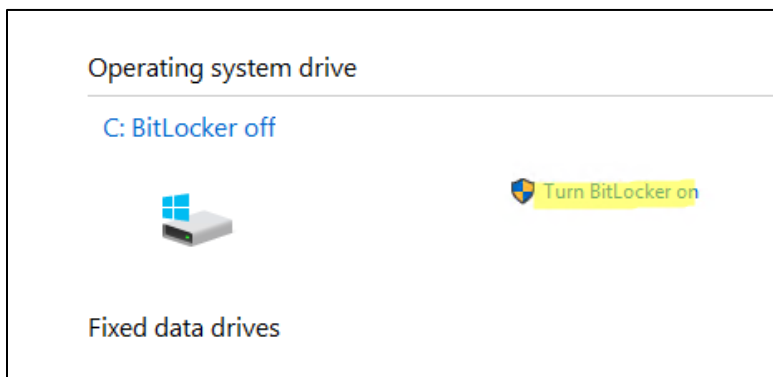 Operating system drive
C: BitLocker off
Turn BitLocker on
Fixed data drives